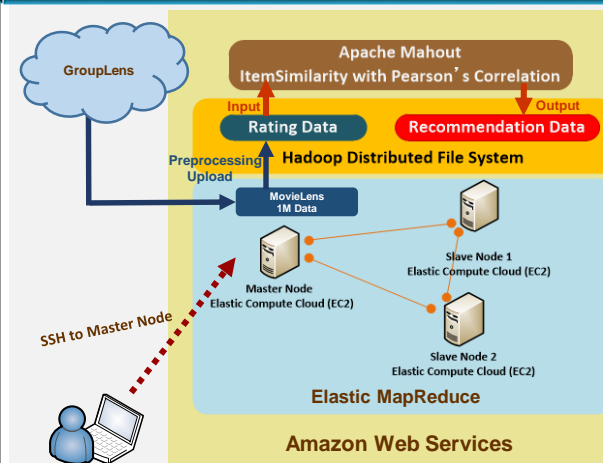 GroupLens
Apache Mahout
ItemSimilarity with Pearson's Correlation
Input
Output
Rating Data
Recommendation Data
Hadoop Distributed File System
Preprocessing
Upload
MovieLens
1M Data
Slave Node 1
Elastic Compute Cloud (EC2)
Master Node
Elastic Compute Cloud (EC2)
SSH to Master Node
Slave Node 2
Elastic Compute Cloud (EC2)
Elastic MapReduce
Amazon Web Services